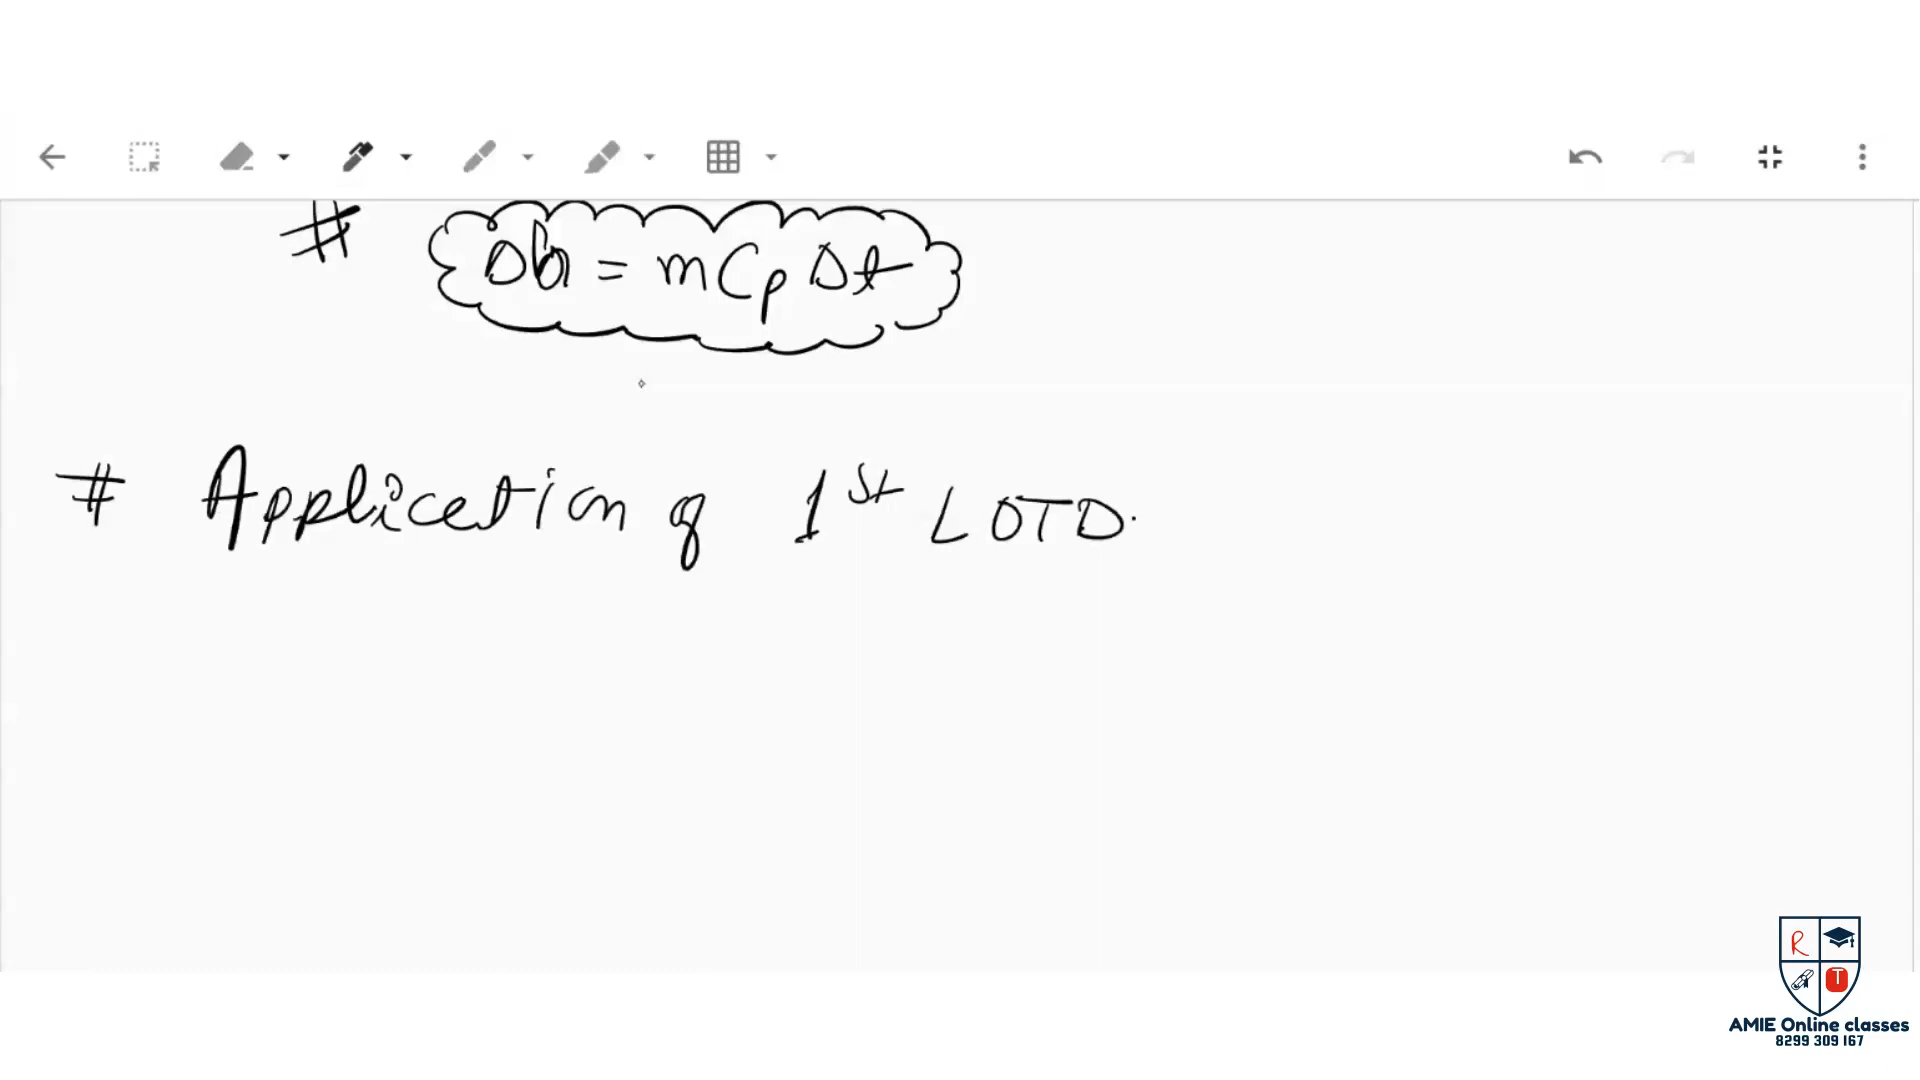 # Δh = mCp Δt
# Application of 1st LOTD.
R
T
AMIE Online classes
8299 309 167